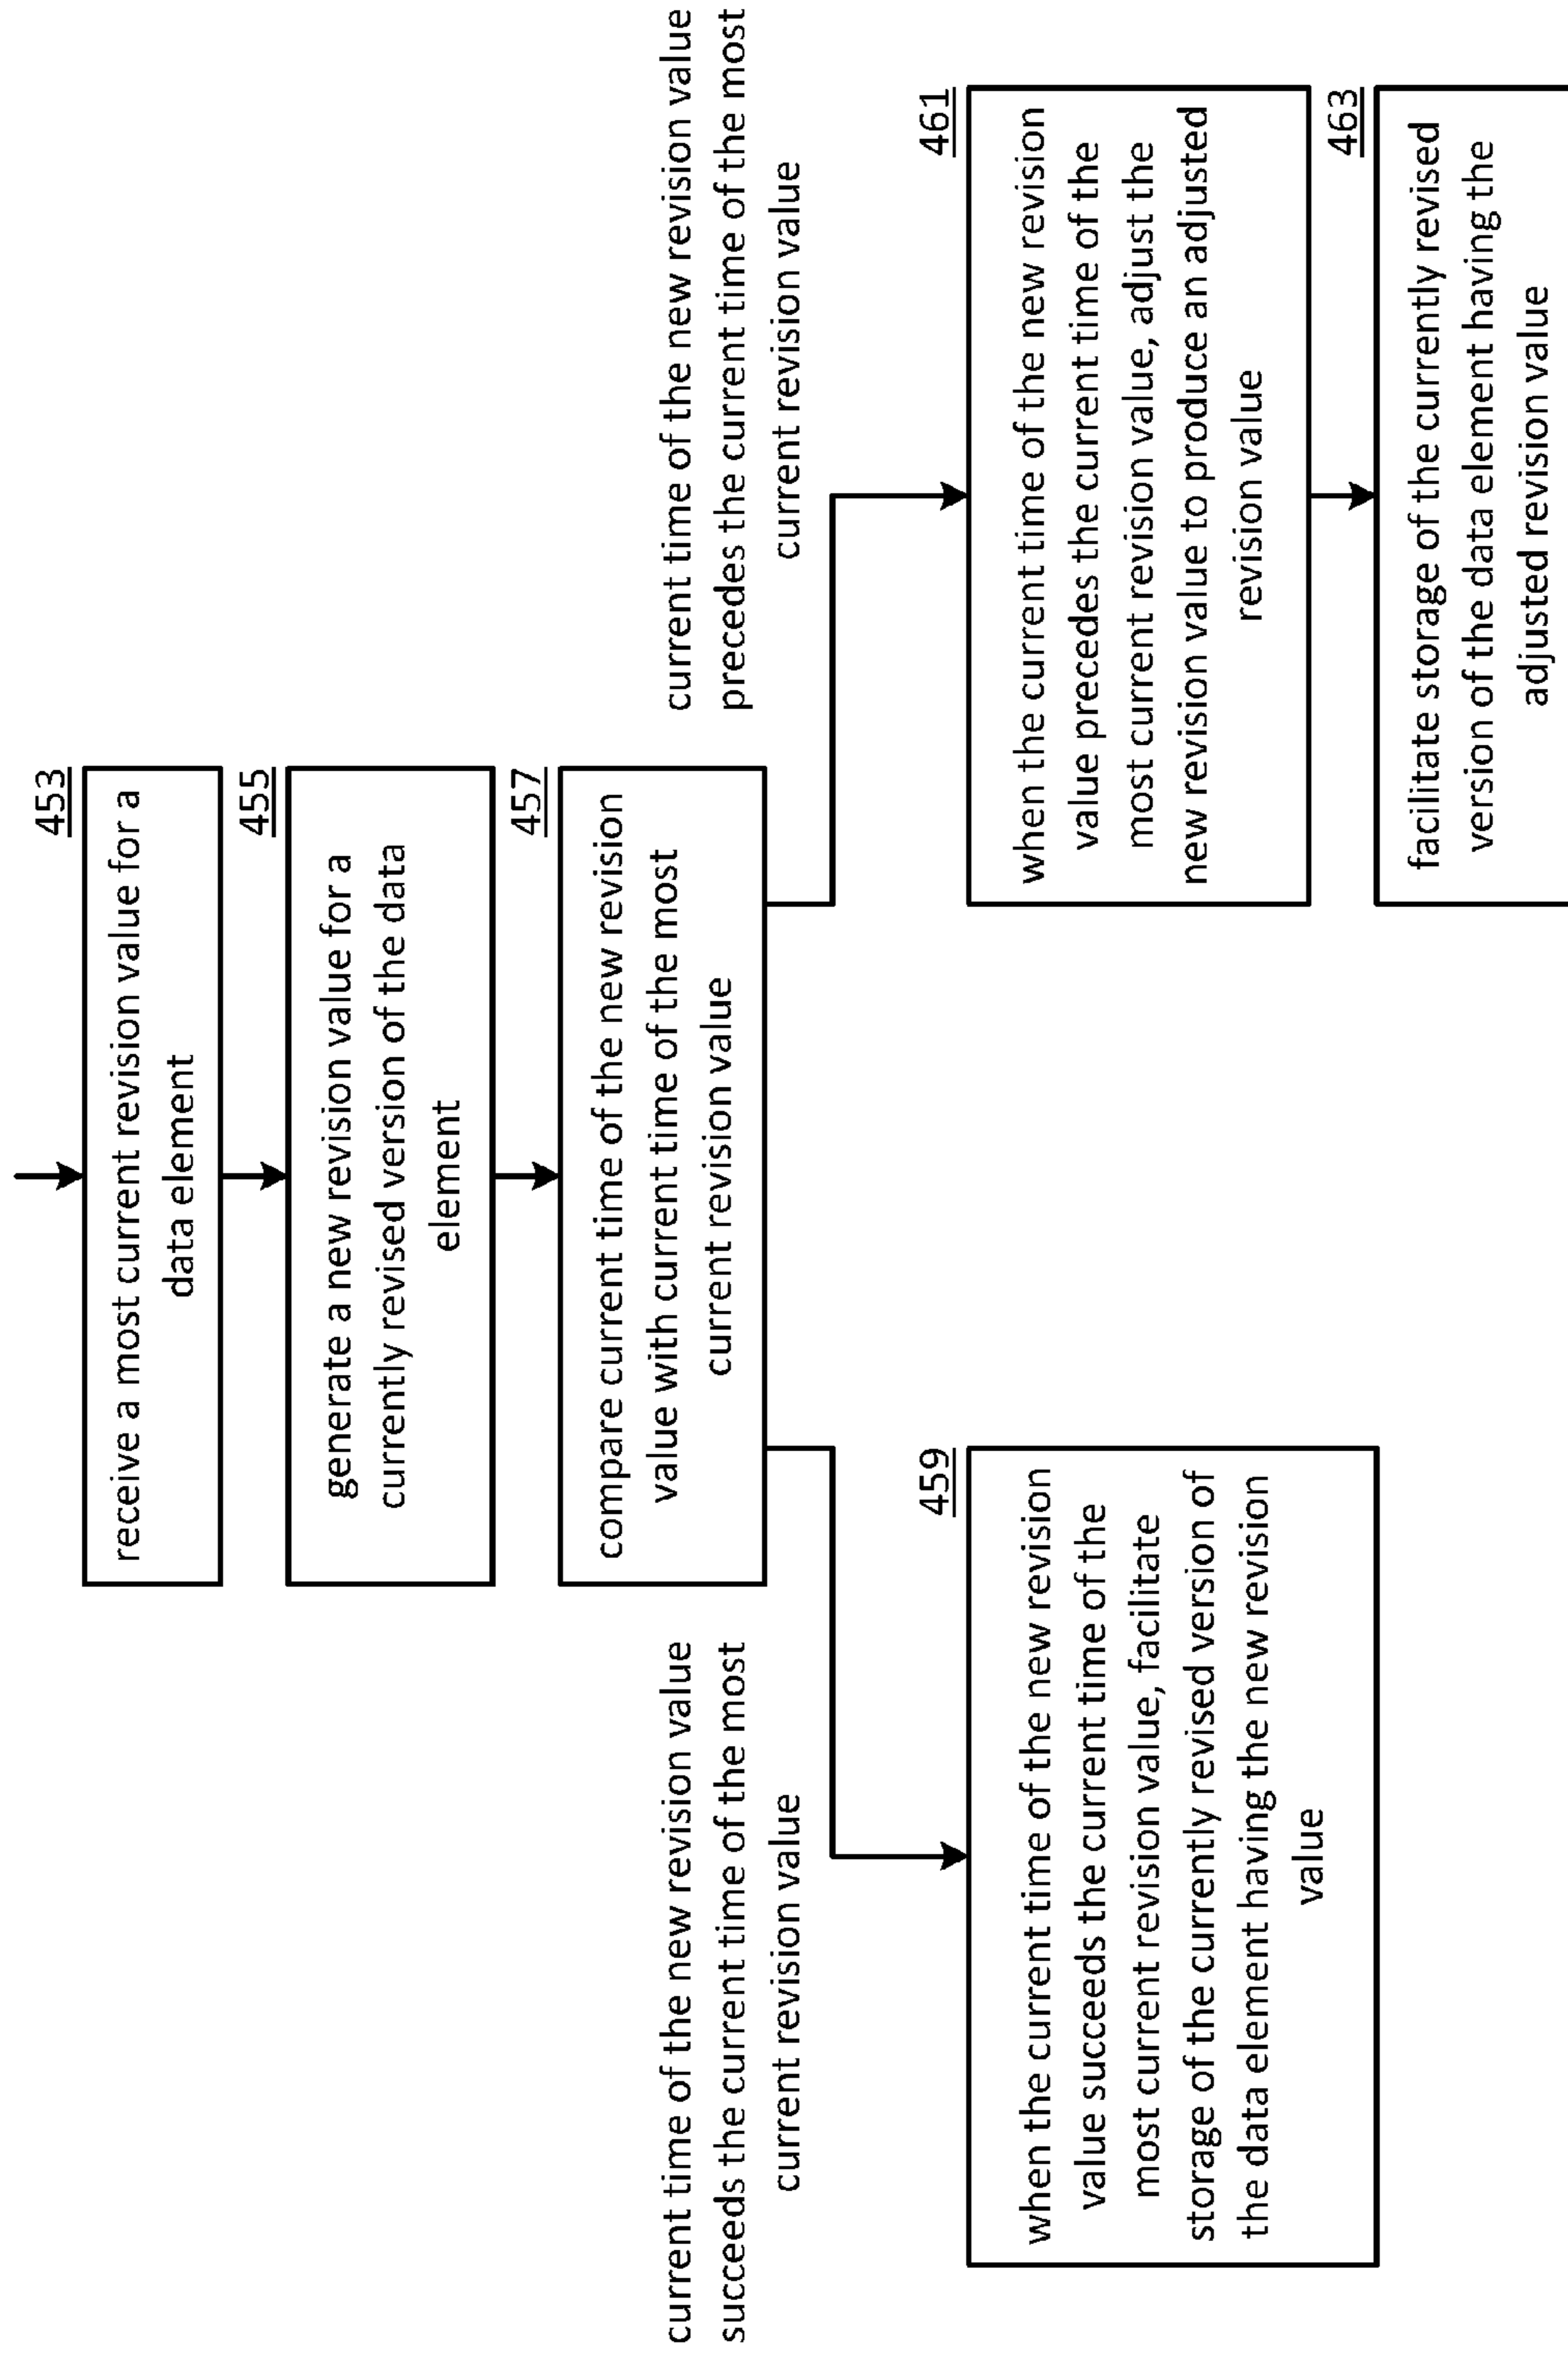 453
receive a most current revision value for a
data element
455
generate a new revision value for a
currently revised version of the data
element
457
compare current time of the new revision
value with current time of the most
current revision value
current time of the new revision value
succeeds the current time of the most
current revision value
current time of the new revision value
precedes the current time of the most
current revision value
459
when the current time of the new revision
value succeeds the current time of the
most current revision value, facilitate
storage of the currently revised version of
the data element having the new revision
value
461
when the current time of the new revision
value precedes the current time of the
most current revision value, adjust the
new revision value to produce an adjusted
revision value
463
facilitate storage of the currently revised
version of the data element having the
adjusted revision value